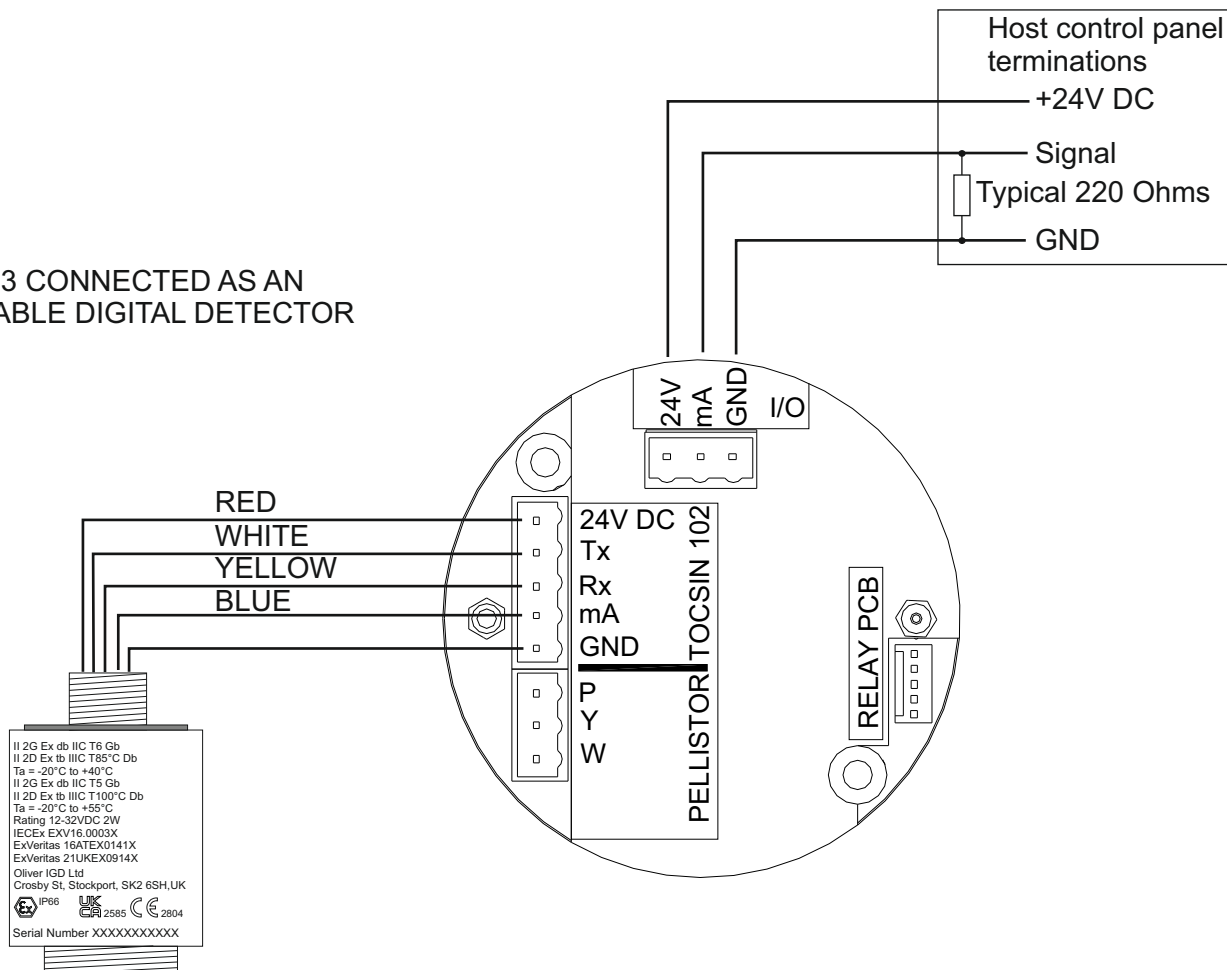 Host control panel
terminations
+24V DC
Signal
Typical 220 Ohms
GND
3 CONNECTED AS AN
ABLE DIGITAL DETECTOR
24V
mA
GND
I/O
RED
WHITE
YELLOW
BLUE
24V DC
Tx
Rx
mA
GND
P
Y
W
TOCSIN 102
PELLISTOR
RELAY PCB
II 2G Ex db IIC T6 Gb
II 2D Ex tb IIIC T85°C Db
Ta = -20°C to +40°C
II 2G Ex db IIC T5 Gb
II 2D Ex tb IIIC T100°C Db
Ta = -20°C to +55°C
Rating 12-32VDC 2W
IECEx EXV16.0003X
ExVeritas 16ATEX0141X
ExVeritas 21UKEX0914X
Oliver IGD Ltd
Crosby St, Stockport, SK2 6SH,UK
Ex IP66 UK CA 2585 CE 2804
Serial Number XXXXXXXXXXX